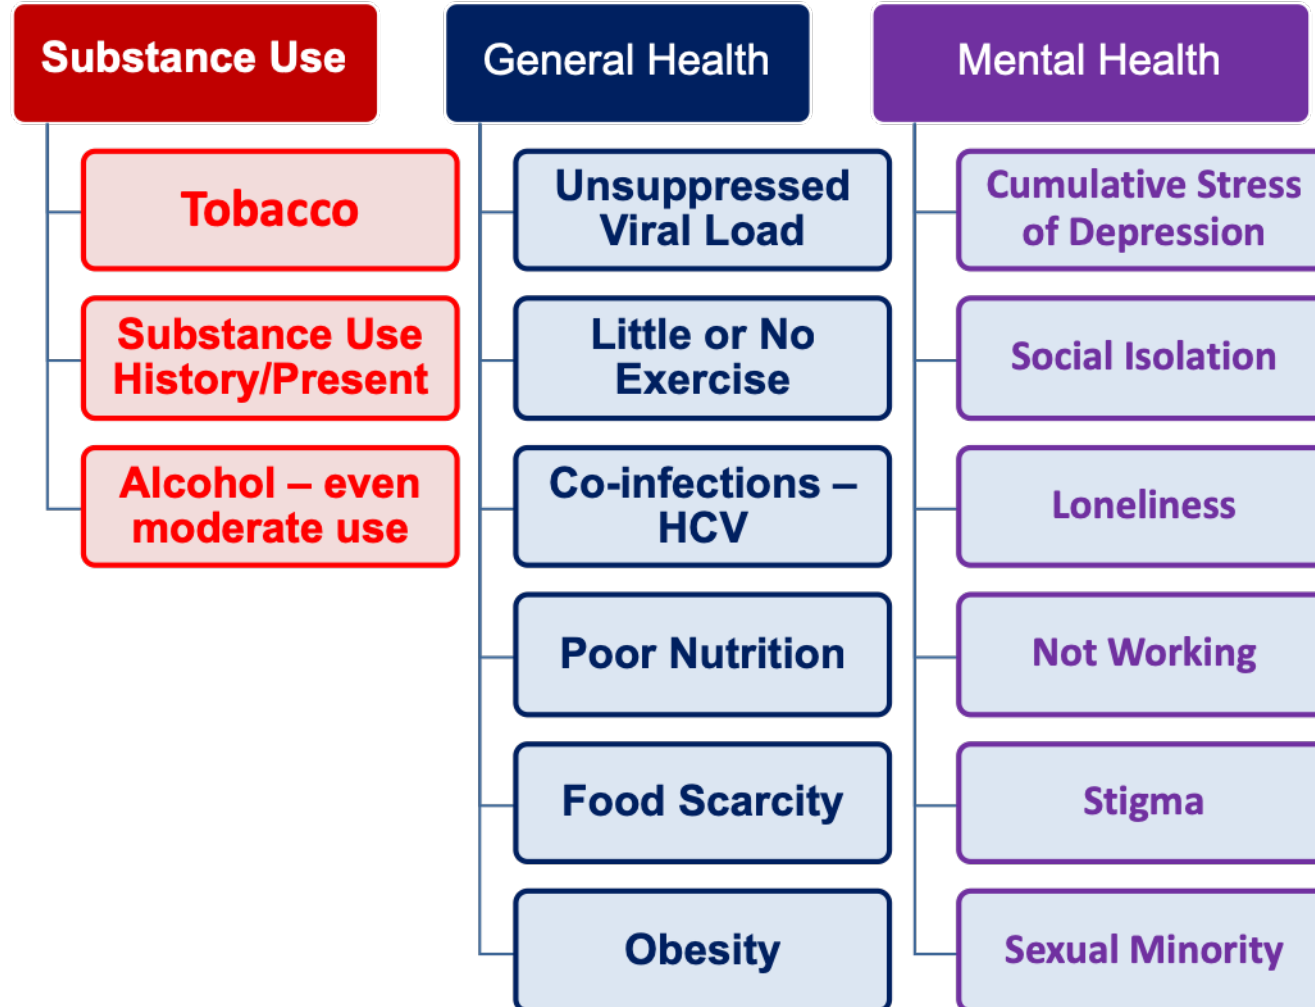 Substance Use
Tobacco
Substance Use
History/Present
Alcohol – even
moderate use
General Health
Unsuppressed
Viral Load
Little or No
Exercise
Co-infections –
HCV
Poor Nutrition
Food Scarcity
Obesity
Mental Health
Cumulative Stress
of Depression
Social Isolation
Loneliness
Not Working
Stigma
Sexual Minority